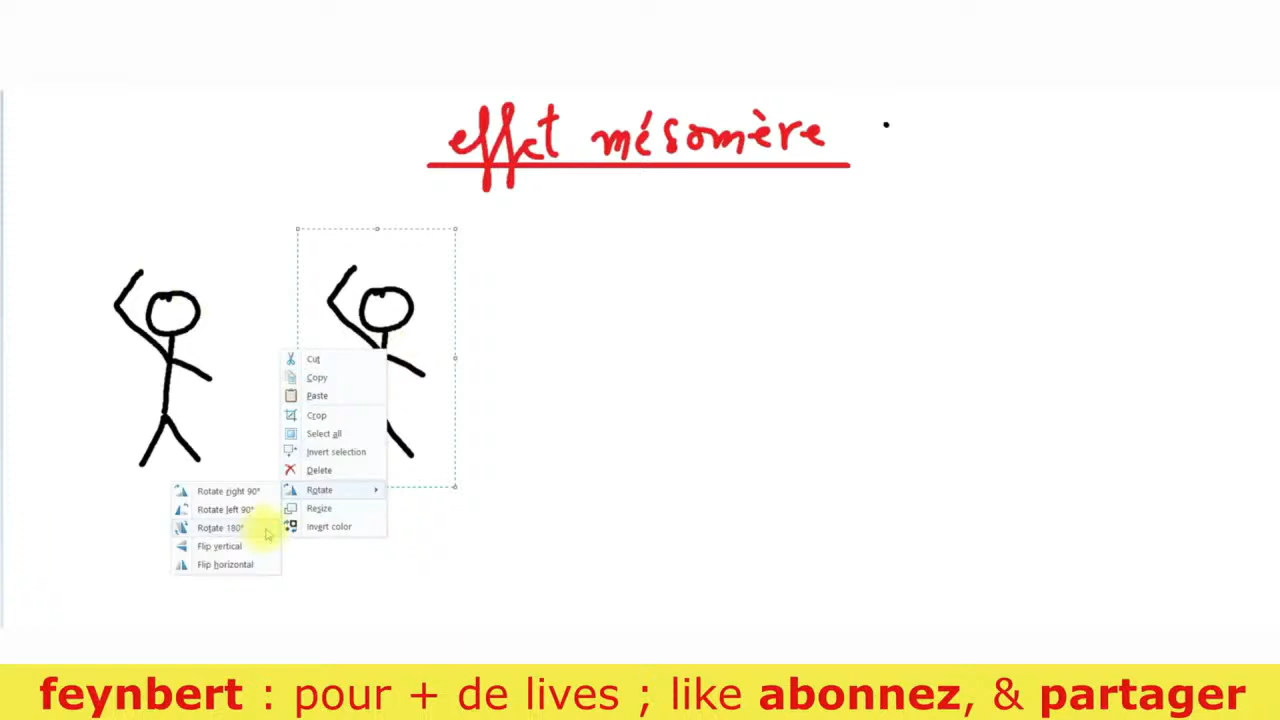 effet mésomère
Cut
Copy
Paste
Crop
Select all
Invert selection
Delete
Rotate
Resize
Invert color
Rotate right 90°
Rotate left 90°
Rotate 180°
Flip vertical
Flip horizontal
feynbert : pour + de lives ; like abonnez, & partager